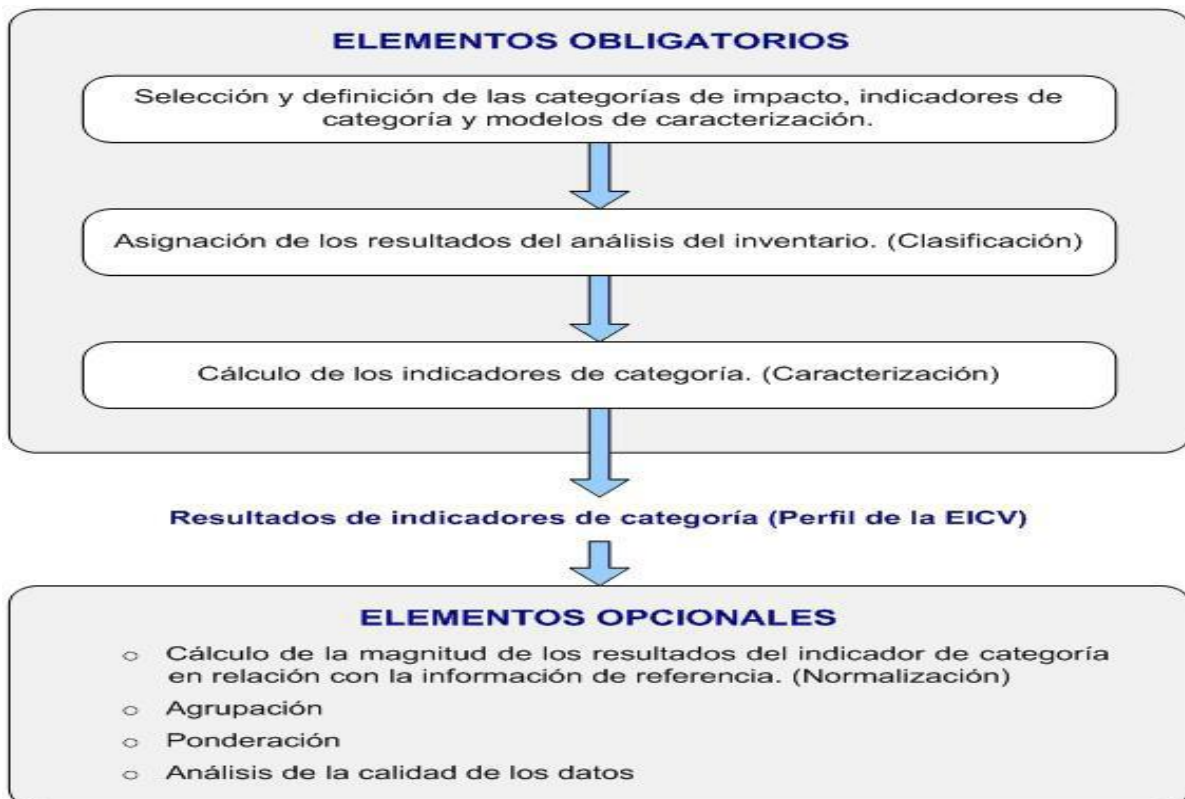 ELEMENTOS OBLIGATORIOS
Selección y definición de las categorías de impacto, indicadores de
categoría y modelos de caracterización.
Asignación de los resultados del análisis del inventario. (Clasificación)
Cálculo de los indicadores de categoría. (Caracterización)
Resultados de indicadores de categoría (Perfil de la EICV)
ELEMENTOS OPCIONALES
○ Cálculo de la magnitud de los resultados del indicador de categoría
en relación con la información de referencia. (Normalización)
○ Agrupación
○ Ponderación
○ Análisis de la calidad de los datos